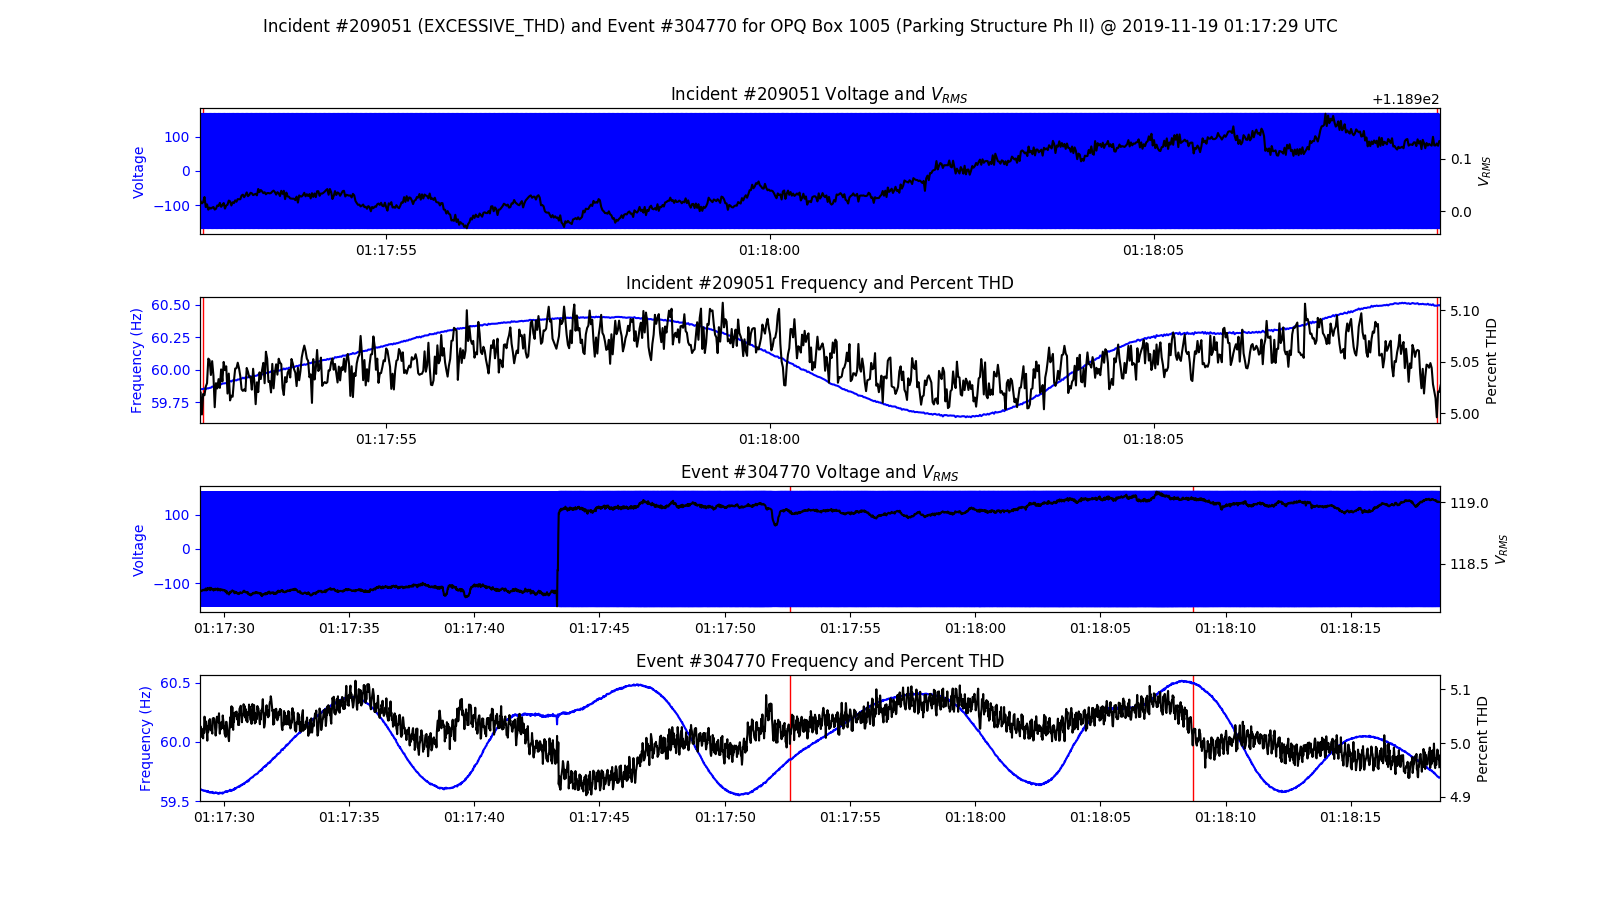 Incident #209051 (EXCESSIVE_THD) and Event #304770 for OPQ Box 1005 (Parking Structure Ph II) @ 2019-11-19 01:17:29 UTC
Incident #209051 Voltage and V_RMS
+1.189e2
100
0
−100
Voltage
0.1
0.0
V_RMS
01:17:55 01:18:00 01:18:05
Incident #209051 Frequency and Percent THD
60.50
60.25
60.00
59.75
Frequency (Hz)
5.10
5.05
5.00
Percent THD
01:17:55 01:18:00 01:18:05
Event #304770 Voltage and V_RMS
100
0
−100
Voltage
119.0
118.5
V_RMS
01:17:30 01:17:35 01:17:40 01:17:45 01:17:50 01:17:55 01:18:00 01:18:05 01:18:10 01:18:15
Event #304770 Frequency and Percent THD
60.5
60.0
59.5
Frequency (Hz)
5.1
5.0
4.9
Percent THD
01:17:30 01:17:35 01:17:40 01:17:45 01:17:50 01:17:55 01:18:00 01:18:05 01:18:10 01:18:15